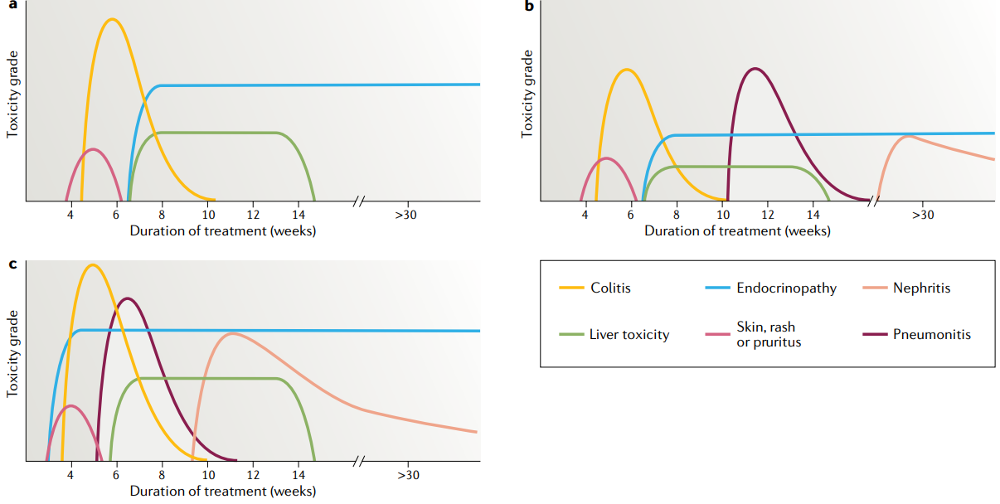 a
Toxicity grade
4 6 8 10 12 14 >30
Duration of treatment (weeks)
b
Toxicity grade
4 6 8 10 12 14 >30
Duration of treatment (weeks)
c
Toxicity grade
4 6 8 10 12 14 >30
Duration of treatment (weeks)
Colitis
Endocrinopathy
Nephritis
Liver toxicity
Skin, rash
or pruritus
Pneumonitis